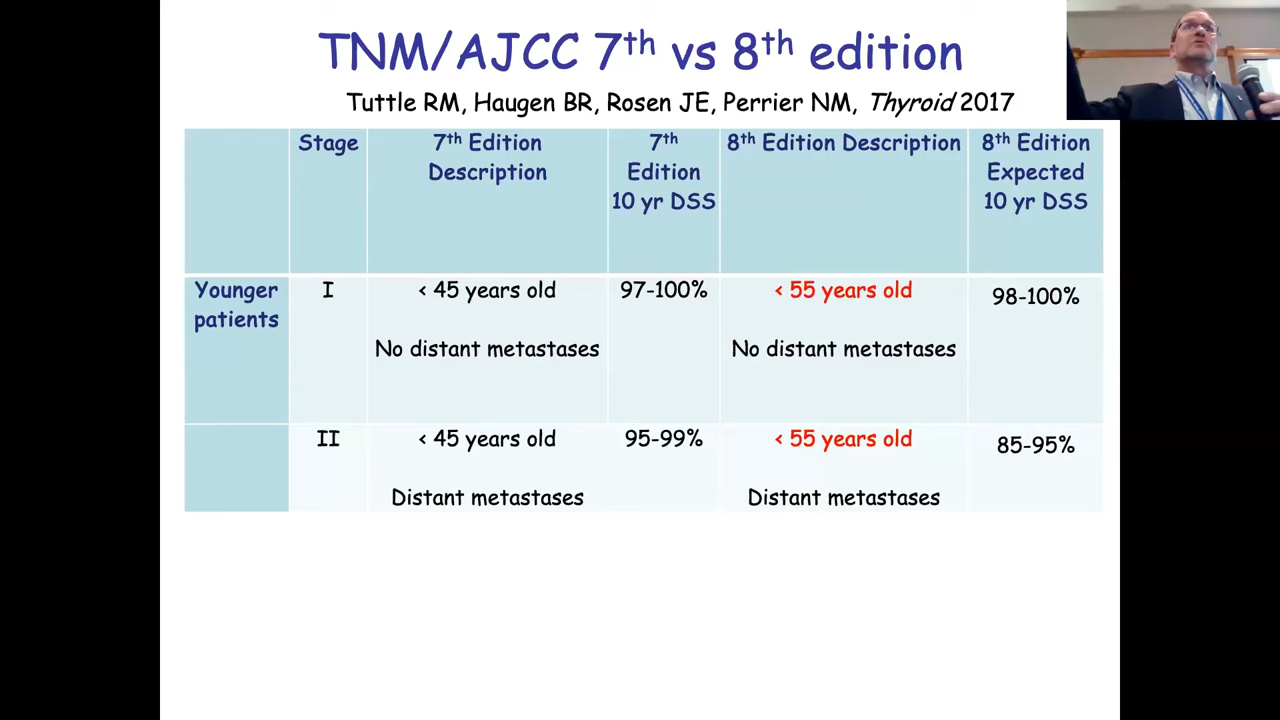 TNM/AJCC 7th vs 8th edition
Tuttle RM, Haugen BR, Rosen JE, Perrier NM, Thyroid 2017
Stage
7th Edition
Description
7th
Edition
10 yr DSS
8th Edition Description
8th Edition
Expected
10 yr DSS
Younger
patients
I
< 45 years old
No distant metastases
97-100%
< 55 years old
No distant metastases
98-100%
II
< 45 years old
Distant metastases
95-99%
< 55 years old
Distant metastases
85-95%